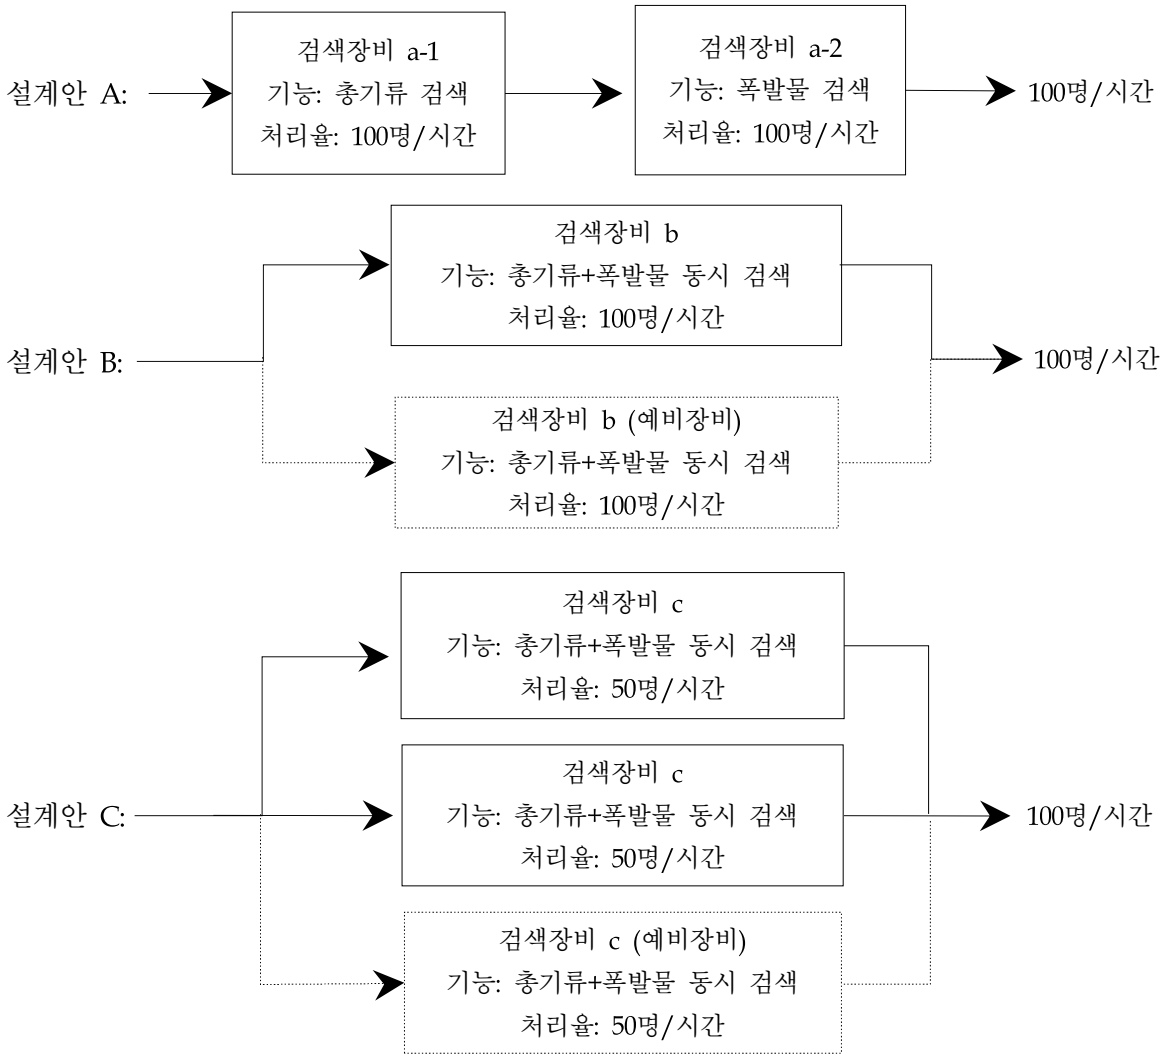 설계안 A:
검색장비 a-1
기능: 총기류 검색
처리율: 100명/시간
검색장비 a-2
기능: 폭발물 검색
처리율: 100명/시간
100명/시간
설계안 B:
검색장비 b
기능: 총기류+폭발물 동시 검색
처리율: 100명/시간
검색장비 b (예비장비)
기능: 총기류+폭발물 동시 검색
처리율: 100명/시간
100명/시간
설계안 C:
검색장비 c
기능: 총기류+폭발물 동시 검색
처리율: 50명/시간
검색장비 c
기능: 총기류+폭발물 동시 검색
처리율: 50명/시간
검색장비 c (예비장비)
기능: 총기류+폭발물 동시 검색
처리율: 50명/시간
100명/시간